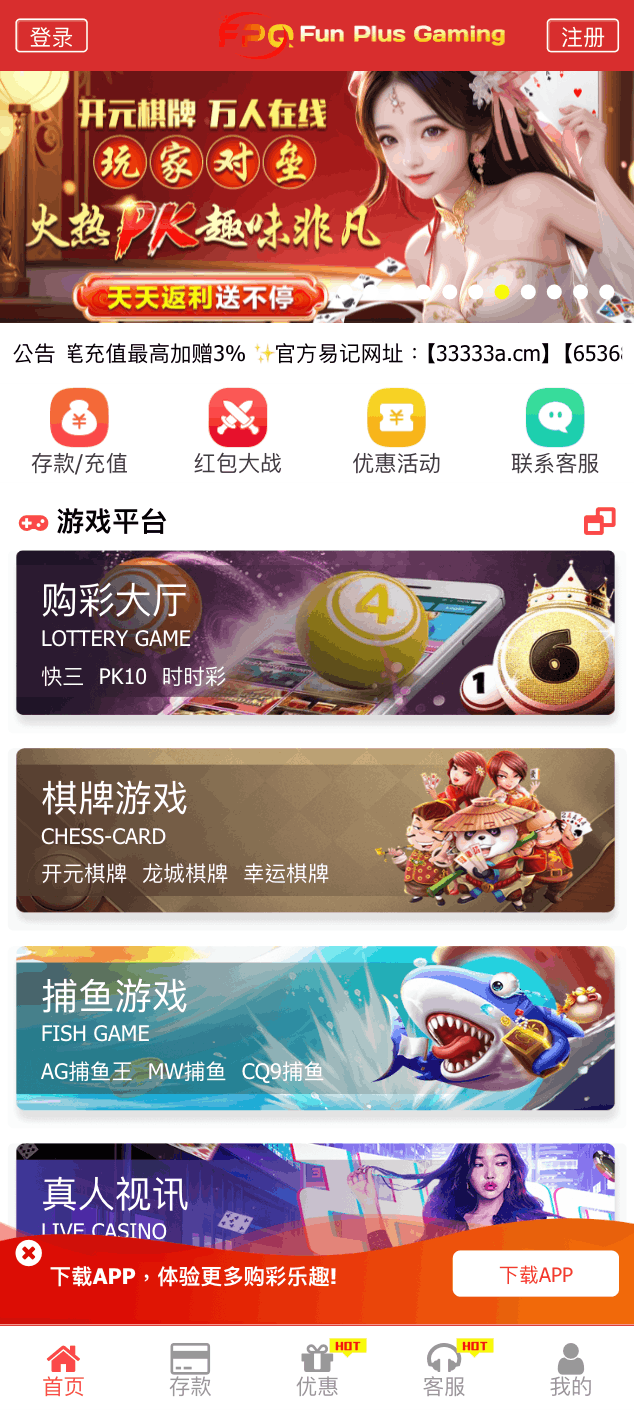 登录
FPG Fun Plus Gaming
注册
开元棋牌 万人在线
玩家对垒
火热PK趣味非凡
天天返利送不停
公告 充值最高加赠3% ✨官方易记网址:【33333a.cm】【6536
存款/充值
红包大战
优惠活动
联系客服
游戏平台
购彩大厅
LOTTERY GAME
快三 PK10 时时彩
4
Login
6
1
棋牌游戏
CHESS-CARD
开元棋牌 龙城棋牌 幸运棋牌
捕鱼游戏
FISH GAME
AG捕鱼王 MW捕鱼 CQ9捕鱼
真人视讯
LIVE CASINO
下载APP,体验更多购彩乐趣!
下载APP
HOT
HOT
首页
存款
优惠
客服
我的